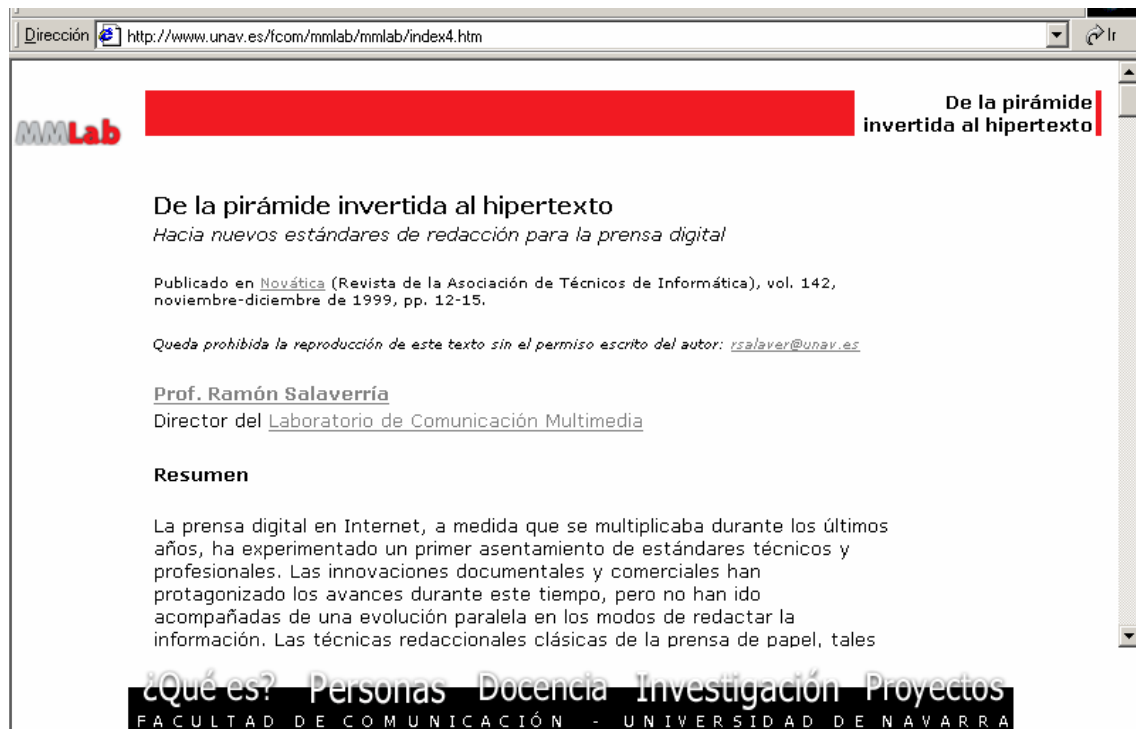 Dirección http://www.unav.es/fcom/mmlab/mmlab/index4.htm Ir
MMLab
De la pirámide
invertida al hipertexto
De la pirámide invertida al hipertexto
Hacia nuevos estándares de redacción para la prensa digital
Publicado en Novática (Revista de la Asociación de Técnicos de Informática), vol. 142,
noviembre-diciembre de 1999, pp. 12-15.
Queda prohibida la reproducción de este texto sin el permiso escrito del autor: rsalaver@unav.es
Prof. Ramón Salaverría
Director del Laboratorio de Comunicación Multimedia
Resumen
La prensa digital en Internet, a medida que se multiplicaba durante los últimos
años, ha experimentado un primer asentamiento de estándares técnicos y
profesionales. Las innovaciones documentales y comerciales han
protagonizado los avances durante este tiempo, pero no han ido
acompañadas de una evolución paralela en los modos de redactar la
información. Las técnicas redaccionales clásicas de la prensa de papel, tales
¿Qué es? Personas Docencia Investigación Proyectos
FACULTAD DE COMUNICACIÓN - UNIVERSIDAD DE NAVARRA